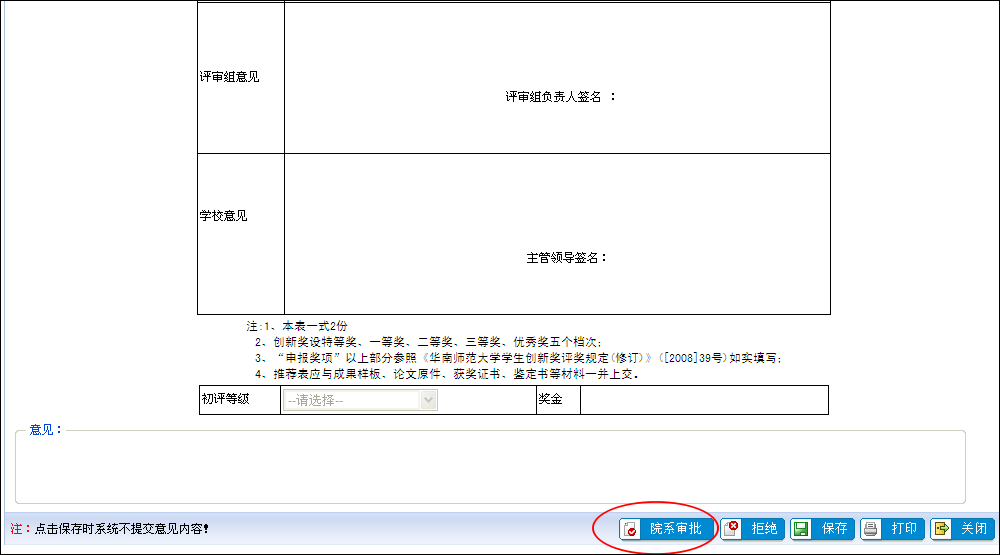 评审组意见
评审组负责人签名 ：
学校意见
主管领导签名：
注:1、本表一式2份
2、创新奖设特等奖、一等奖、二等奖、三等奖、优秀奖五个档次;
3、“申报奖项”以上部分参照《华南师范大学学生创新奖评奖规定(修订)》([2008]39号)如实填写;
4、推荐表应与成果样板、论文原件、获奖证书、鉴定书等材料一并上交.
初评等级 --请选择-- 奖金
意见：
注：点击保存时系统不提交意见内容！ 院系审批 拒绝 保存 打印 关闭